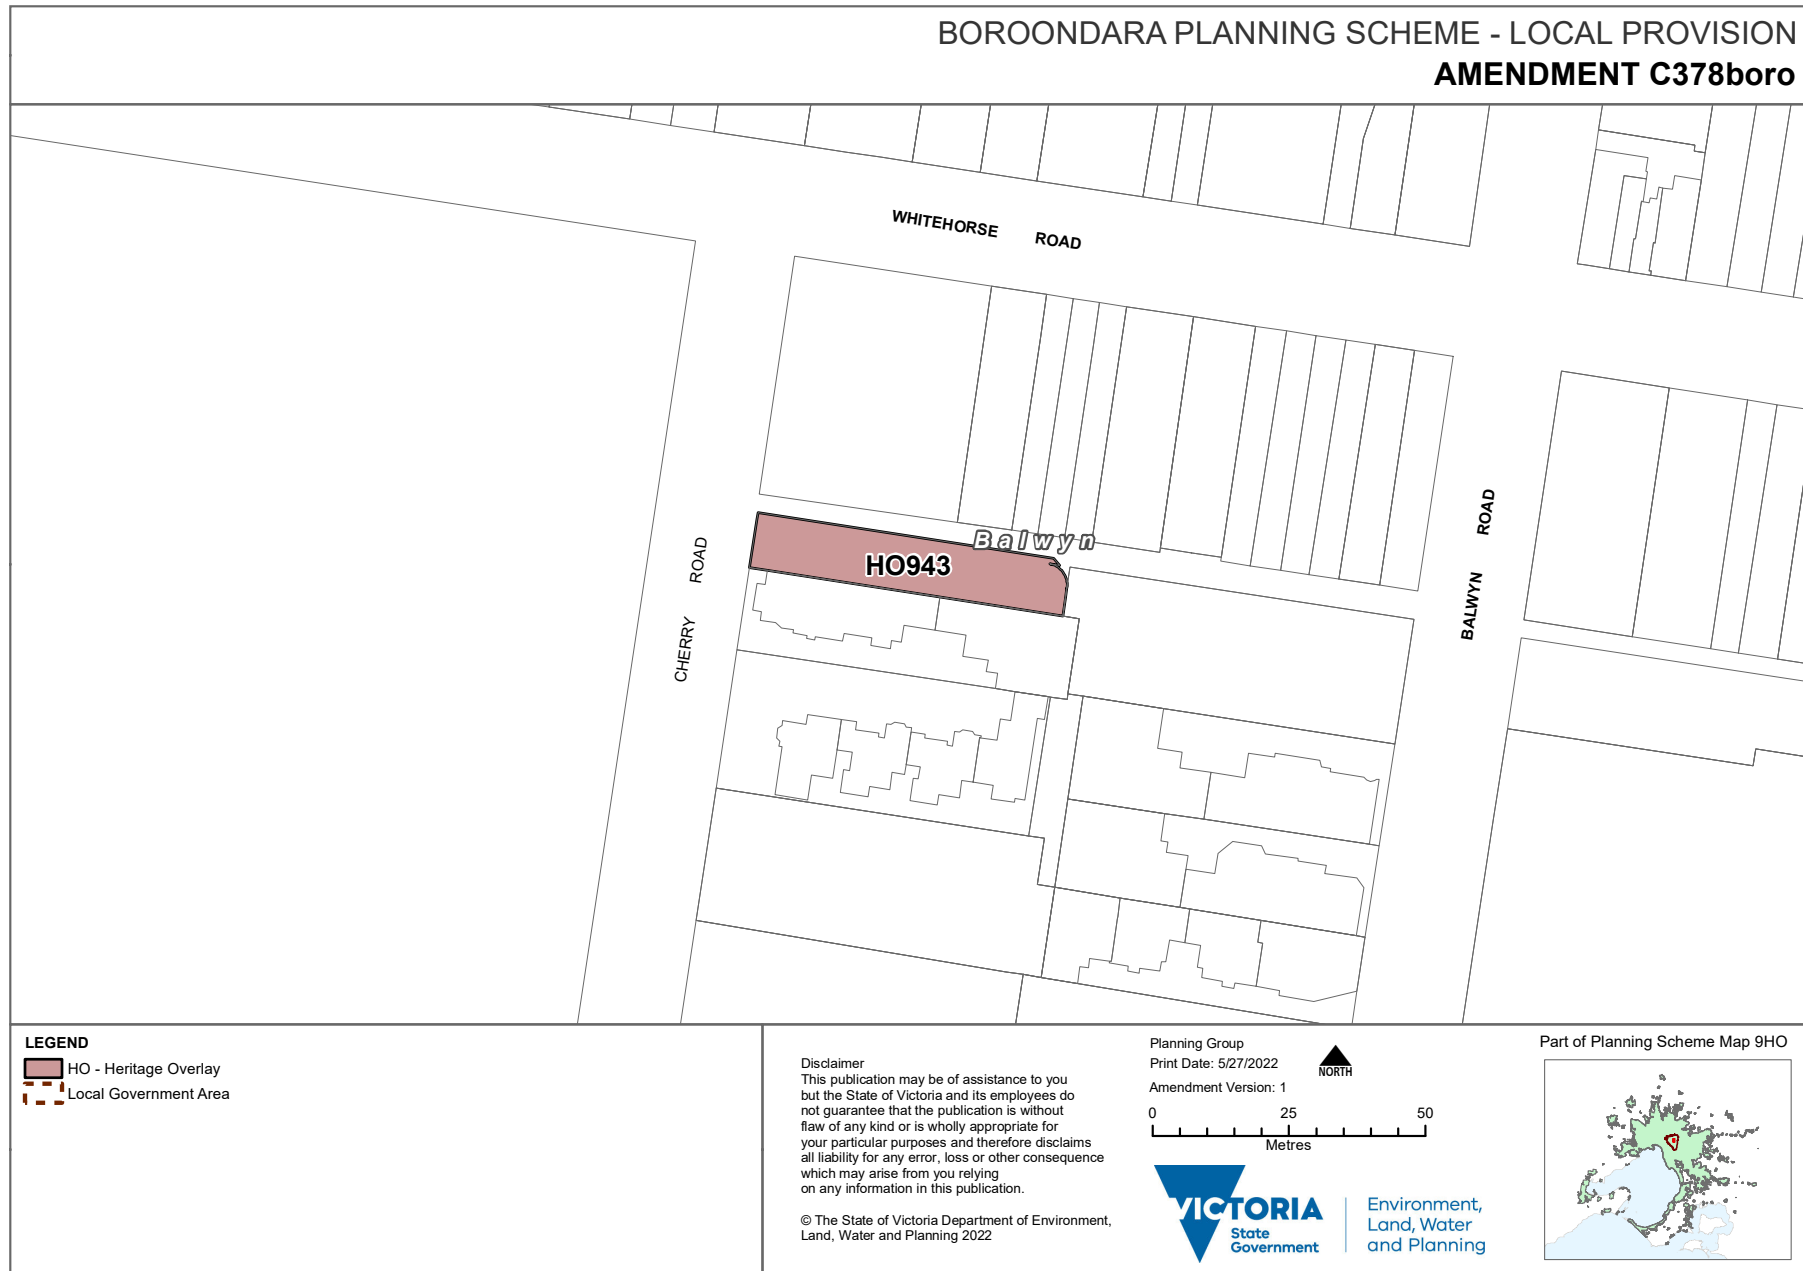 BOROONDARA PLANNING SCHEME - LOCAL PROVISION
AMENDMENT C378boro
WHITEHORSE ROAD
Balwyn
HO943
CHERRY ROAD
BALWYN ROAD
LEGEND
HO - Heritage Overlay
Local Government Area
Disclaimer
This publication may be of assistance to you
but the State of Victoria and its employees do
not guarantee that the publication is without
flaw of any kind or is wholly appropriate for
your particular purposes and therefore disclaims
all liability for any error, loss or other consequence
which may arise from you relying
on any information in this publication.
© The State of Victoria Department of Environment,
Land, Water and Planning 2022
Planning Group
Print Date: 5/27/2022
Amendment Version: 1
NORTH
0 25 50
Metres
VICTORIA
State
Government
Environment,
Land, Water
and Planning
Part of Planning Scheme Map 9HO